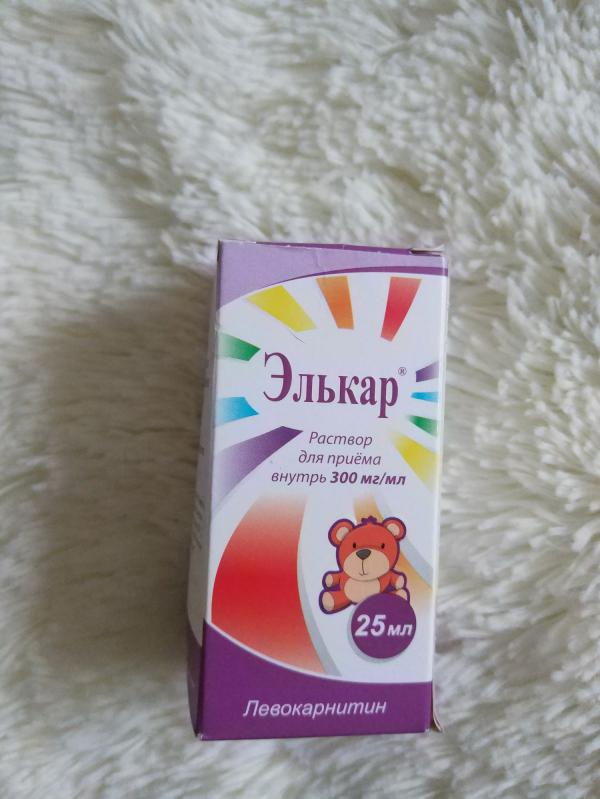 Элькар®
Раствор
для приёма
внутрь 300 мг/мл
25 мл
Левокарнитин